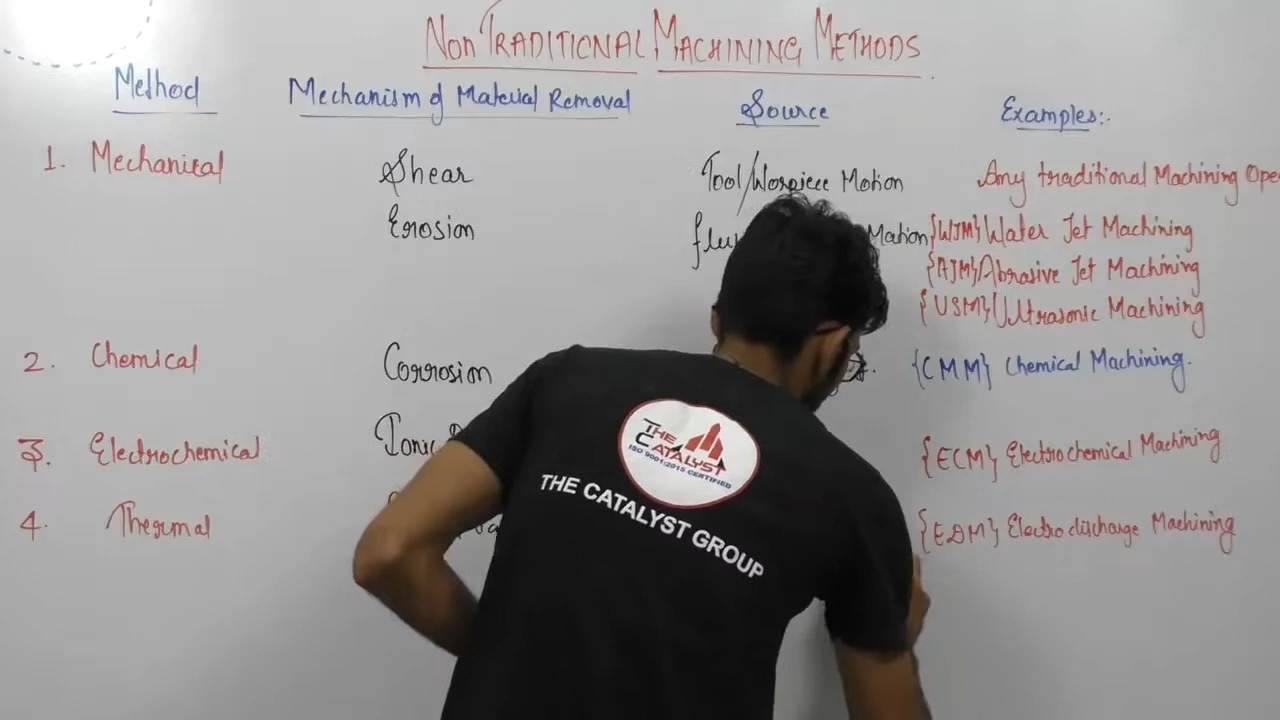 Non Traditional Machining Methods.
Method Mechanism of Material Removal Source Examples:.
1. Mechanical Shear Tool/Worpiece Motion Any traditional Machining
Erosion Motion {WJM} Water Jet Machining
{AJM} Abrasive Jet Machining
{USM} Ultrasonic Machining
2. Chemical Corrosion {CMM} Chemical Machining.
3. Electrochemical Ionic {ECM} Electrochemical Machining
4. Thermal {EDM} Electrodischarge Machining
THE
CATALYST
ISO 9001:2015 CERTIFIED
THE CATALYST GROUP